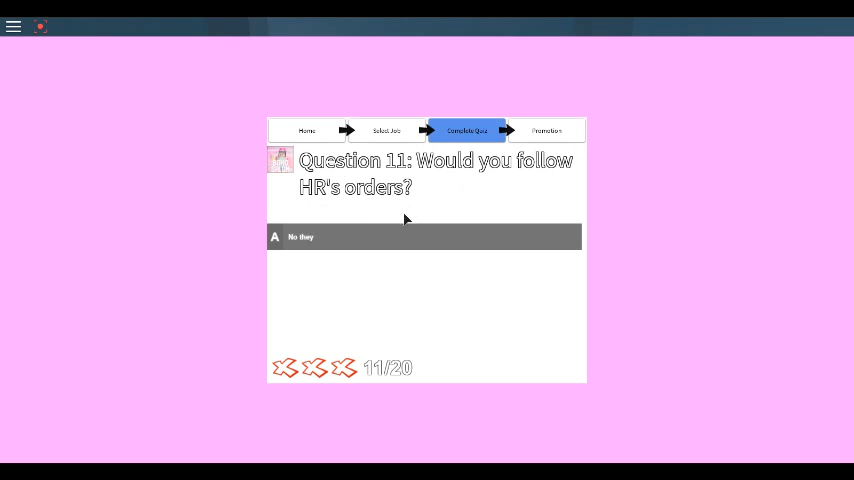 Home Select Job Complete Quiz Promotion
Question 11: Would you follow
HR's orders?
A No they
11/20